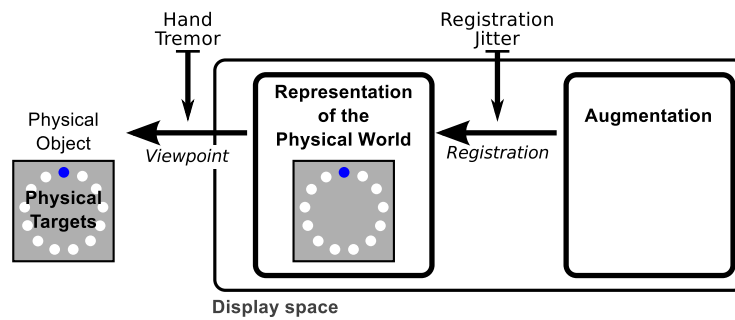 Hand
Tremor
Registration
Jitter
Physical
Object
Viewpoint
Representation
of the
Physical World
Registration
Augmentation
Physical
Targets
Display space